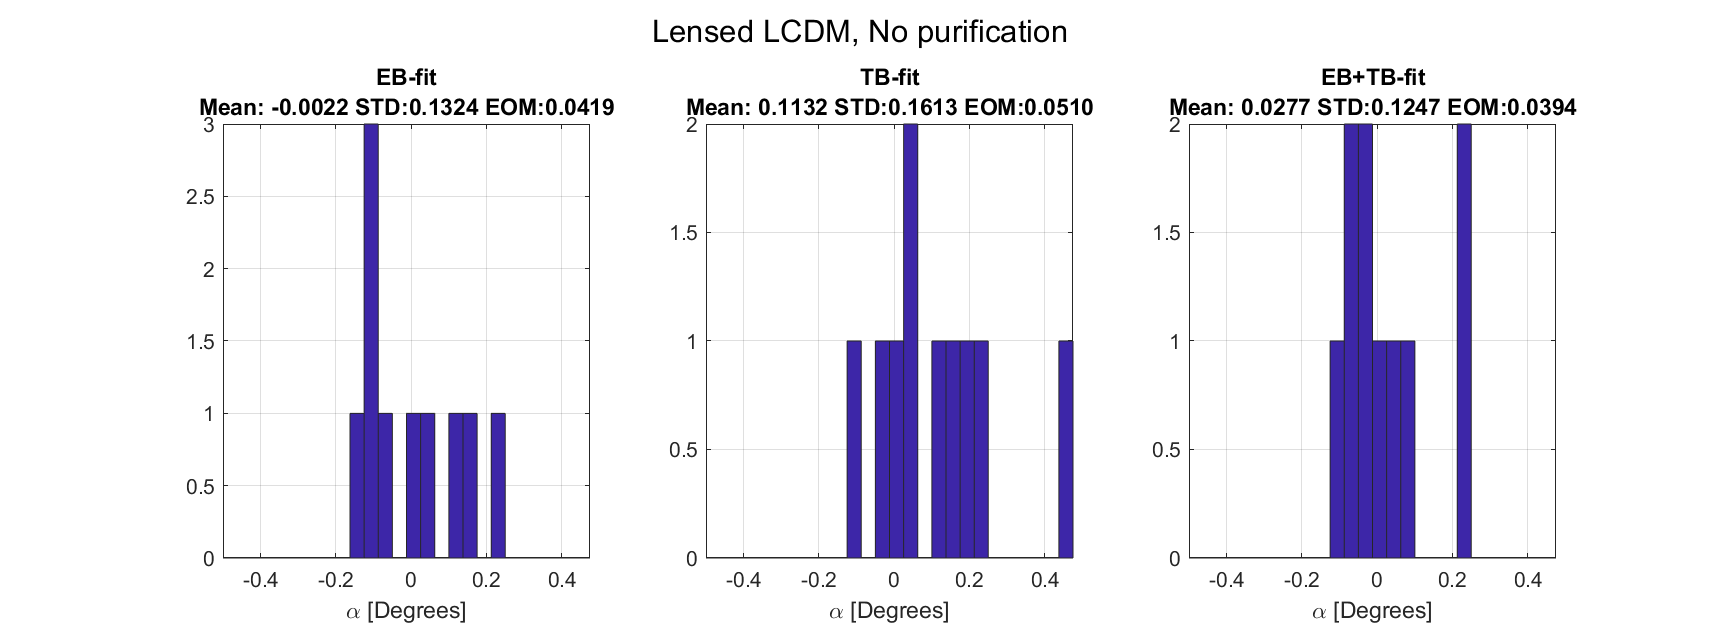 Lensed LCDM, No purification
EB-fit
Mean: -0.0022 STD:0.1324 EOM:0.0419
3
2.5
2
1.5
1
0.5
0
-0.4 -0.2 0 0.2 0.4
α [Degrees]
TB-fit
Mean: 0.1132 STD:0.1613 EOM:0.0510
2
1.5
1
0.5
0
-0.4 -0.2 0 0.2 0.4
α [Degrees]
EB+TB-fit
Mean: 0.0277 STD:0.1247 EOM:0.0394
2
1.5
1
0.5
0
-0.4 -0.2 0 0.2 0.4
α [Degrees]